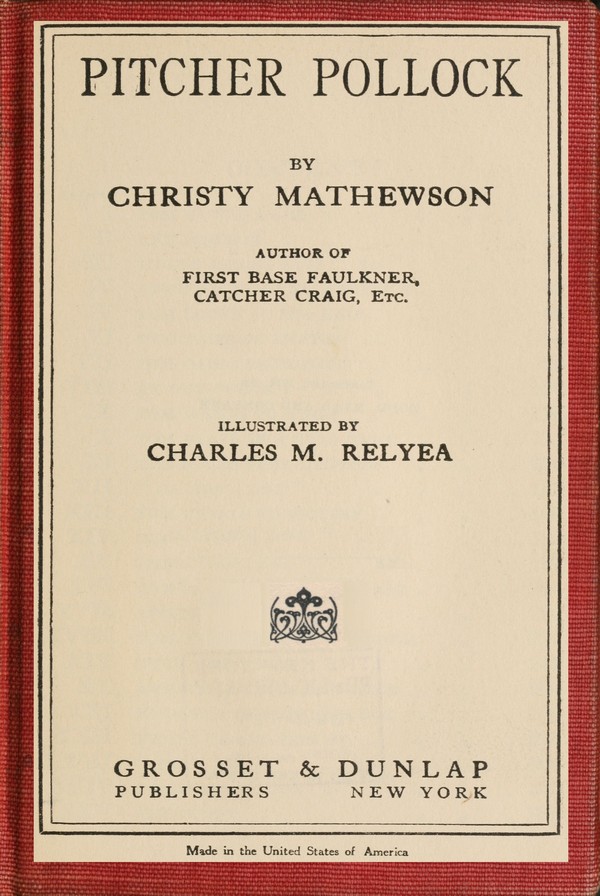 PITCHER POLLOCK
BY
CHRISTY MATHEWSON
AUTHOR OF
FIRST BASE FAULKNER,
CATCHER CRAIG, ETC.
ILLUSTRATED BY
CHARLES M. RELYEA
GROSSET & DUNLAP
PUBLISHERS NEW YORK
Made in the United States of America